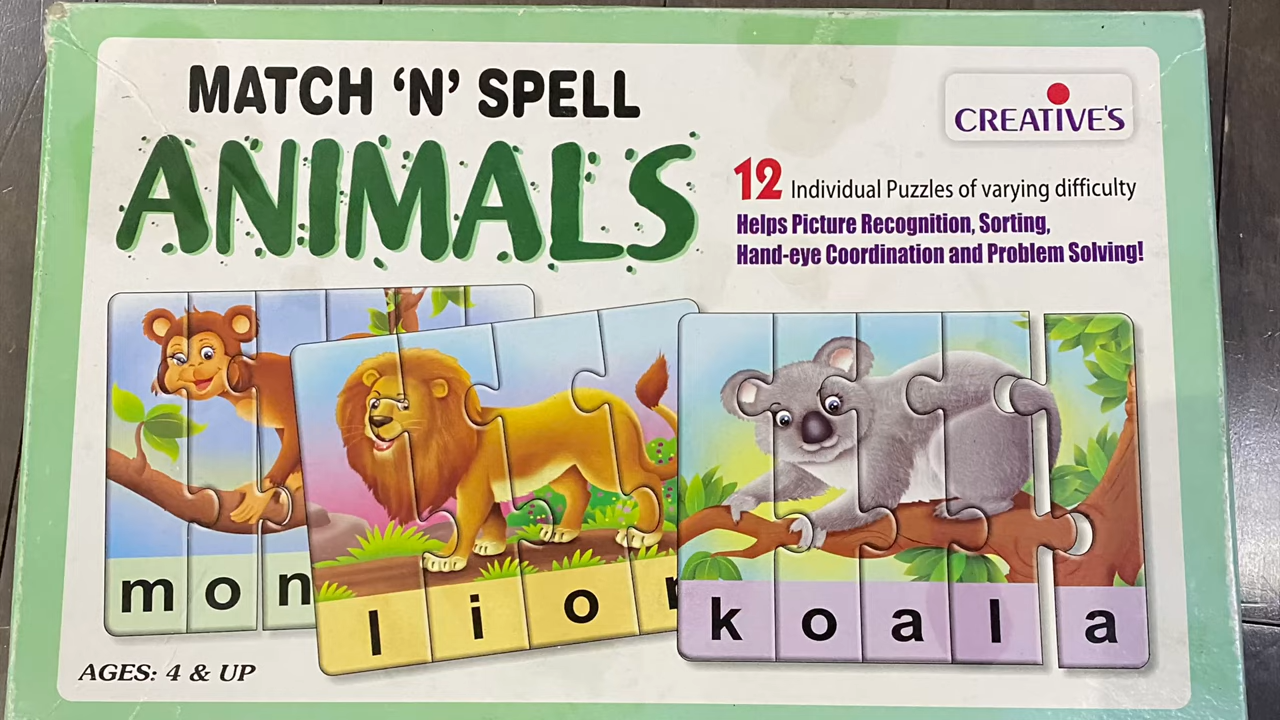 MATCH 'N' SPELL
ANIMALS
CREATIVE'S
12 Individual Puzzles of varying difficulty
Helps Picture Recognition, Sorting,
Hand-eye Coordination and Problem Solving!
m o n
l i o
k o a l a
AGES: 4 & UP